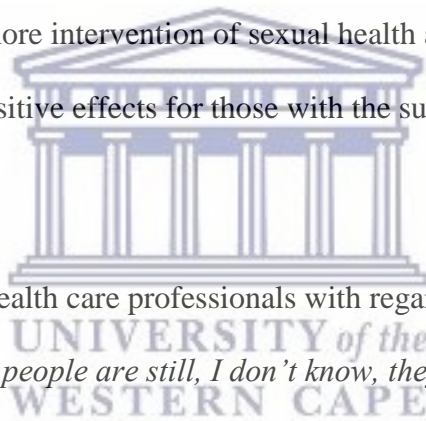 ore intervention of sexual health a
sitive effects for those with the su
ealth care professionals with regar
UNIVERSITY of the
people are still, I don't know, they
WESTERN CAPE